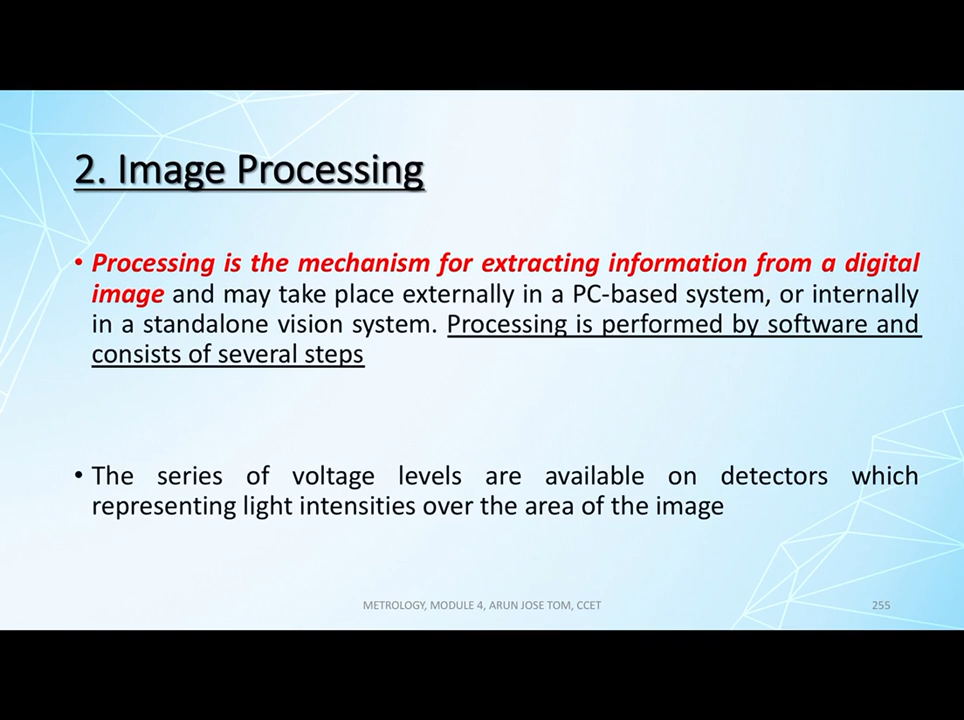 2. Image Processing
• Processing is the mechanism for extracting information from a digital
image and may take place externally in a PC-based system, or internally
in a standalone vision system. Processing is performed by software and
consists of several steps
• The series of voltage levels are available on detectors which
representing light intensities over the area of the image
METROLOGY, MODULE 4, ARUN JOSE TOM, CCET
255